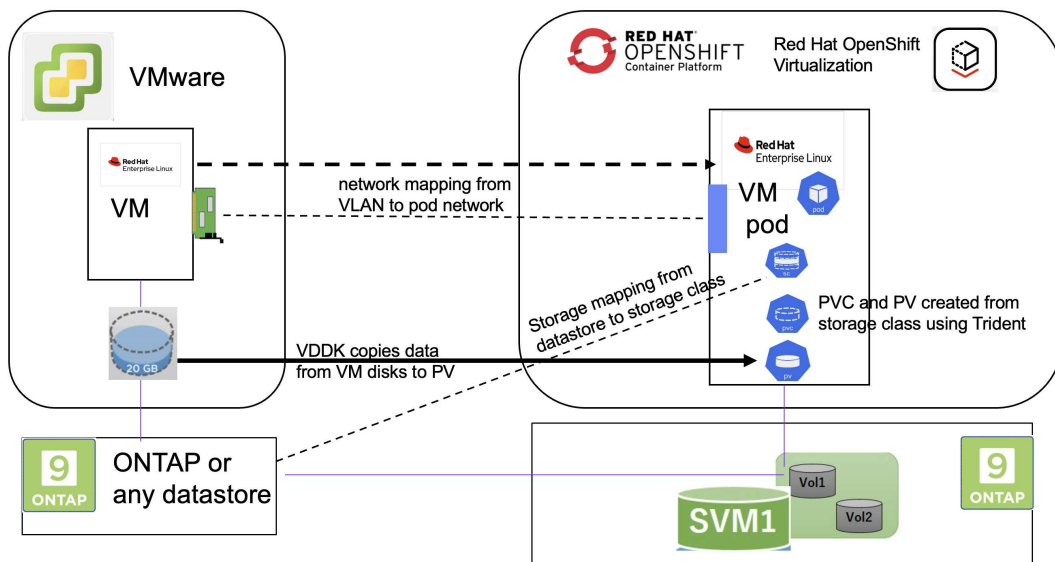 VMware
RED HAT®
OPENSHIFT
Container Platform
Red Hat OpenShift
Virtualization
Red Hat
Enterprise Linux
VM
network mapping from
VLAN to pod network
Red Hat
Enterprise Linux
VM
pod
pod
sc
Storage mapping from
datastore to storage class
pvc
PVC and PV created from
storage class using Trident
20 GB
VDDK copies data
from VM disks to PV
pv
9
ONTAP
ONTAP or
any datastore
SVM1
Vol1
Vol2
9
ONTAP